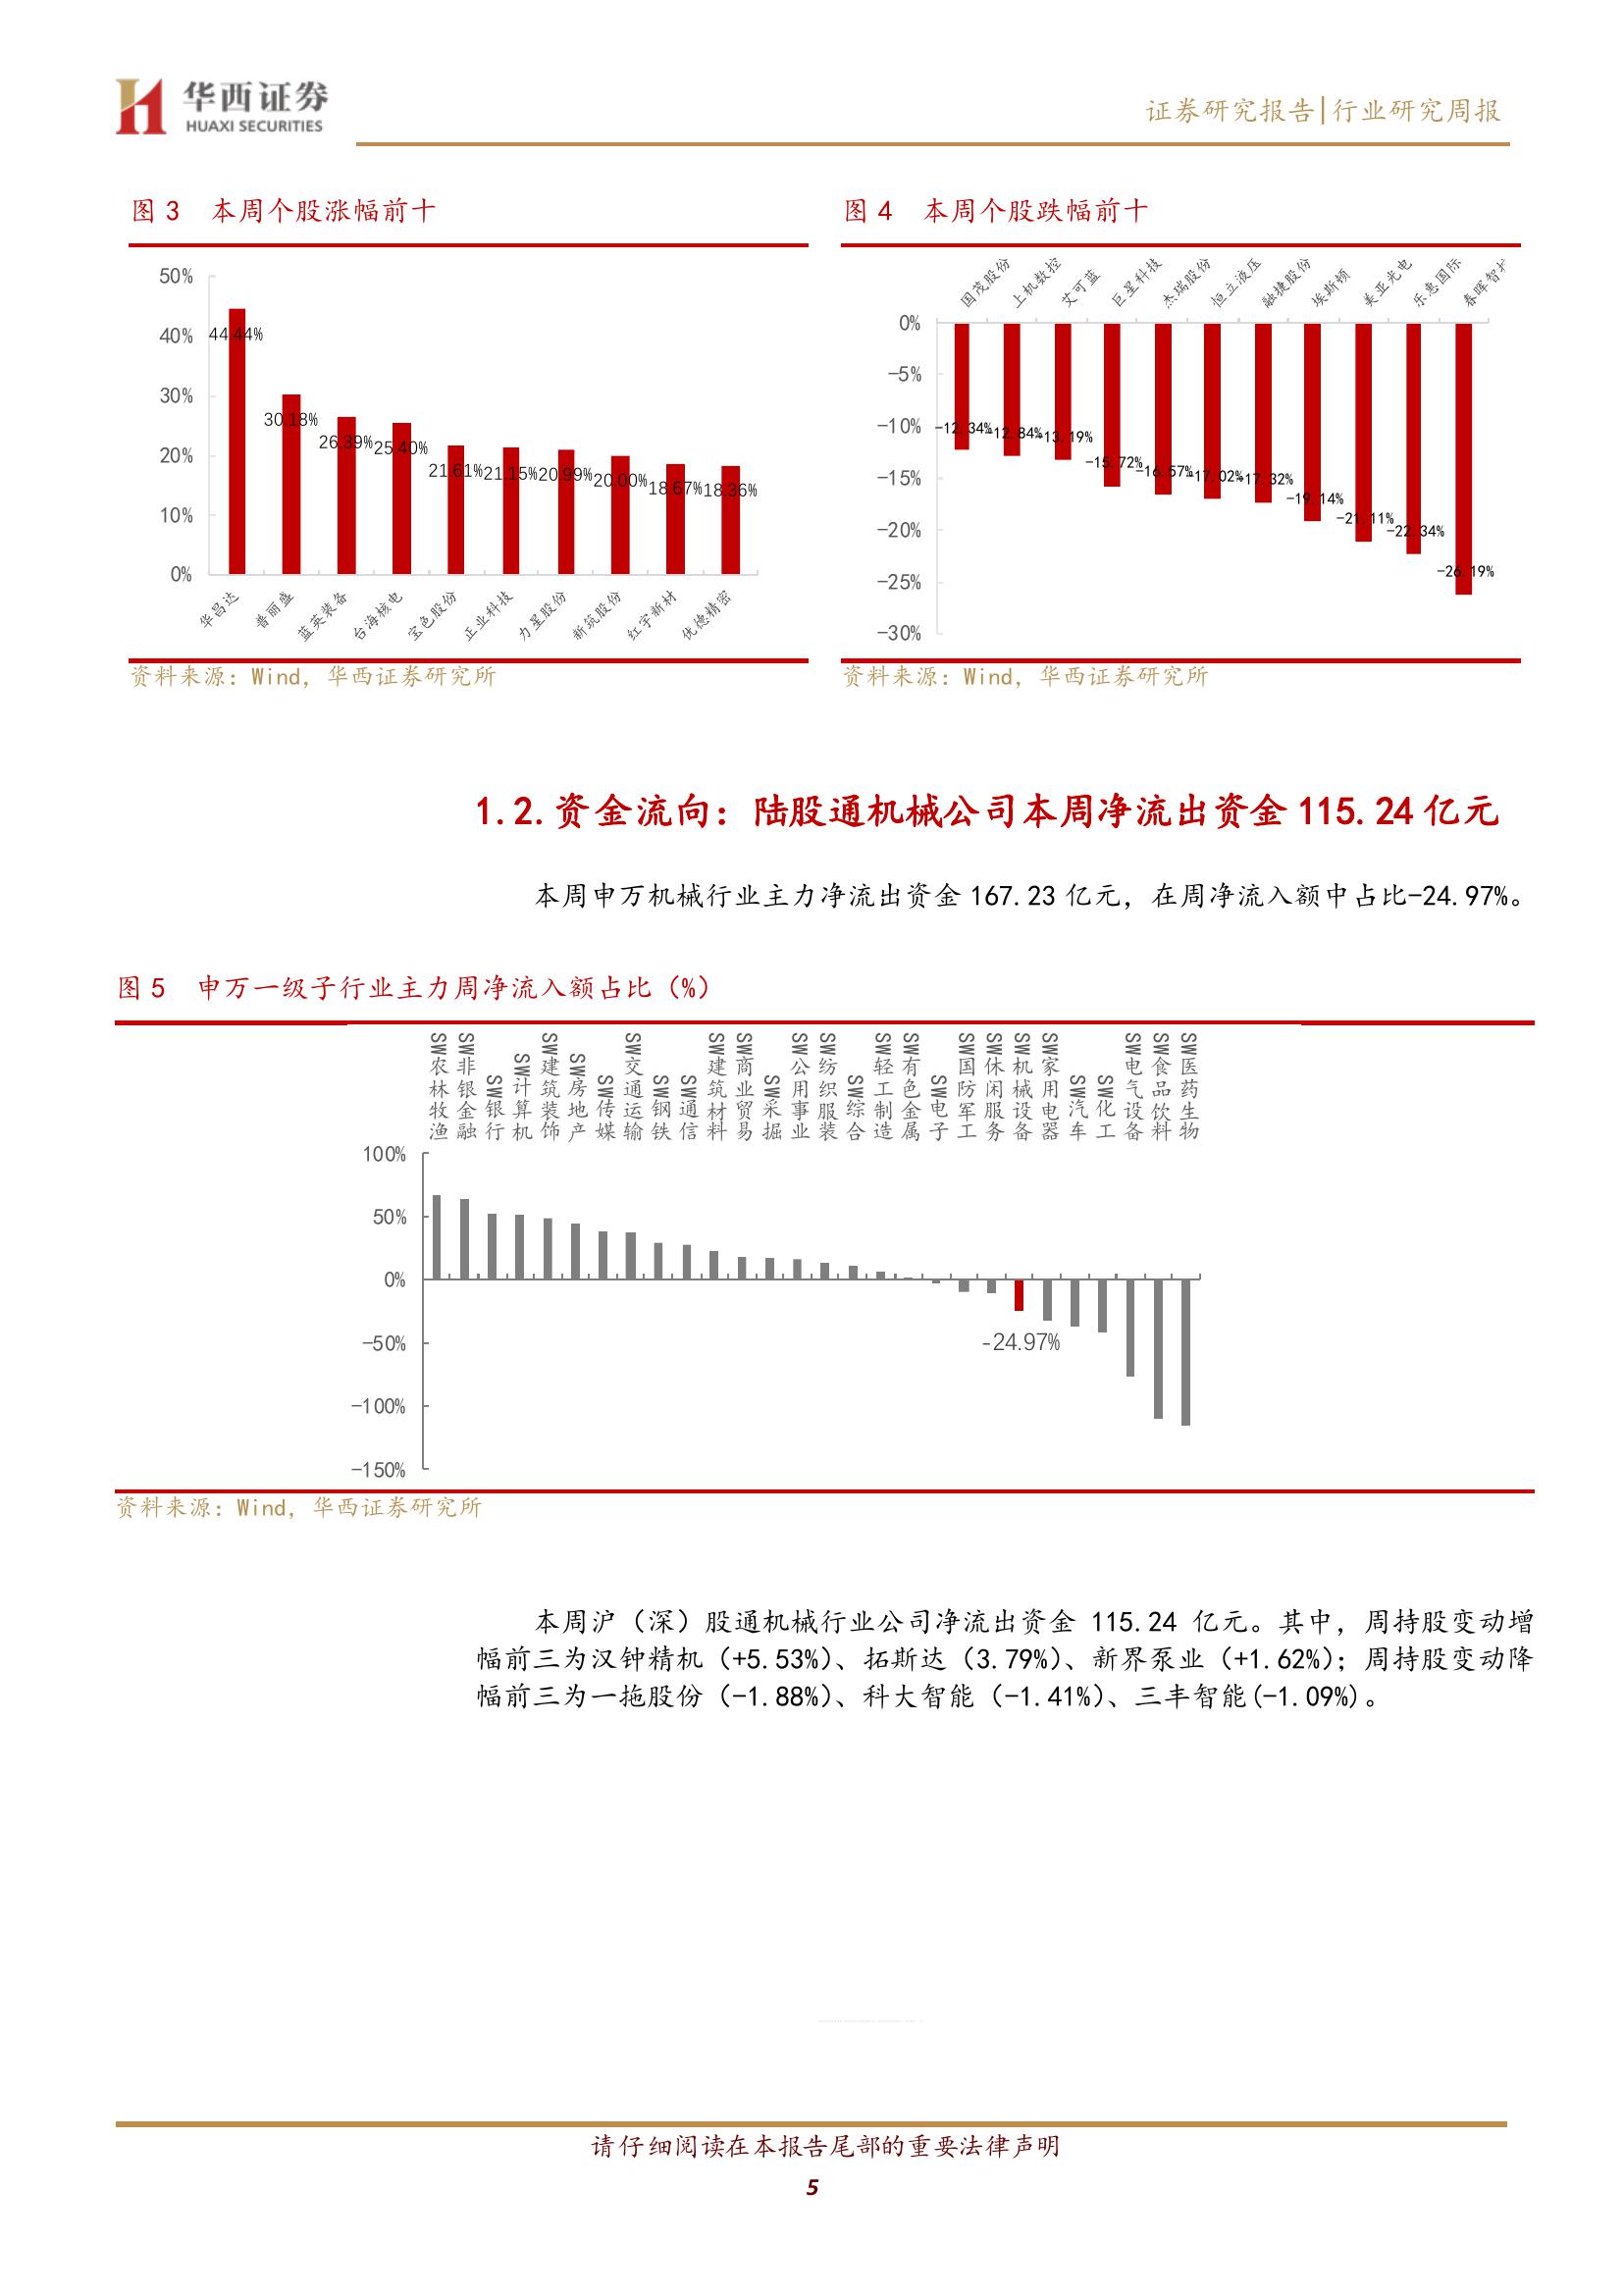 华西证券
HUAXI SECURITIES
证券研究报告|行业研究周报
图 3 本周个股涨幅前十
50%
40%
30%
20%
10%
0%
44.44%
30.18%
26.39%
25.40%
21.61%
21.15%
20.99%
20.00%
18.67%
18.36%
华昌达
普丽盛
蓝英装备
台海核电
宝色股份
正业科技
力星股份
新筑股份
红宇新材
优德精密
资料来源：Wind，华西证券研究所
图 4 本周个股跌幅前十
国茂股份
上机数控
艾可蓝
巨星科技
杰瑞股份
恒立液压
融捷股份
埃斯顿
美亚光电
乐惠国际
春晖智
0%
-5%
-10%
-15%
-20%
-25%
-30%
-12.34%
-12.84%
-13.19%
-15.72%
-16.57%
-17.02%
-17.32%
-19.14%
-21.11%
-22.34%
-26.19%
资料来源：Wind，华西证券研究所
1.2.资金流向：陆股通机械公司本周净流出资金 115.24 亿元
本周申万机械行业主力净流出资金 167.23 亿元，在周净流入额中占比-24.97%。
图 5 申万一级子行业主力周净流入额占比（%）
SW农林牧渔
SW非银金融
SW银行
SW计算机
SW建筑装饰
SW房地产
SW传媒
SW交通运输
SW钢铁
SW通信
SW建筑材料
SW商业贸易
SW采掘
SW公用事业
SW纺织服装
SW综合
SW轻工制造
SW有色金属
SW电子
SW国防军工
SW休闲服务
SW机械设备
SW家用电器
SW汽车
SW化工
SW电气设备
SW食品饮料
SW医药生物
100%
50%
0%
-50%
-100%
-150%
-24.97%
资料来源：Wind，华西证券研究所
本周沪（深）股通机械行业公司净流出资金 115.24 亿元。其中，周持股变动增
幅前三为汉钟精机（+5.53%）、拓斯达（3.79%）、新界泵业（+1.62%）；周持股变动降
幅前三为一拖股份（-1.88%）、科大智能（-1.41%）、三丰智能(-1.09%)。
请仔细阅读在本报告尾部的重要法律声明
5